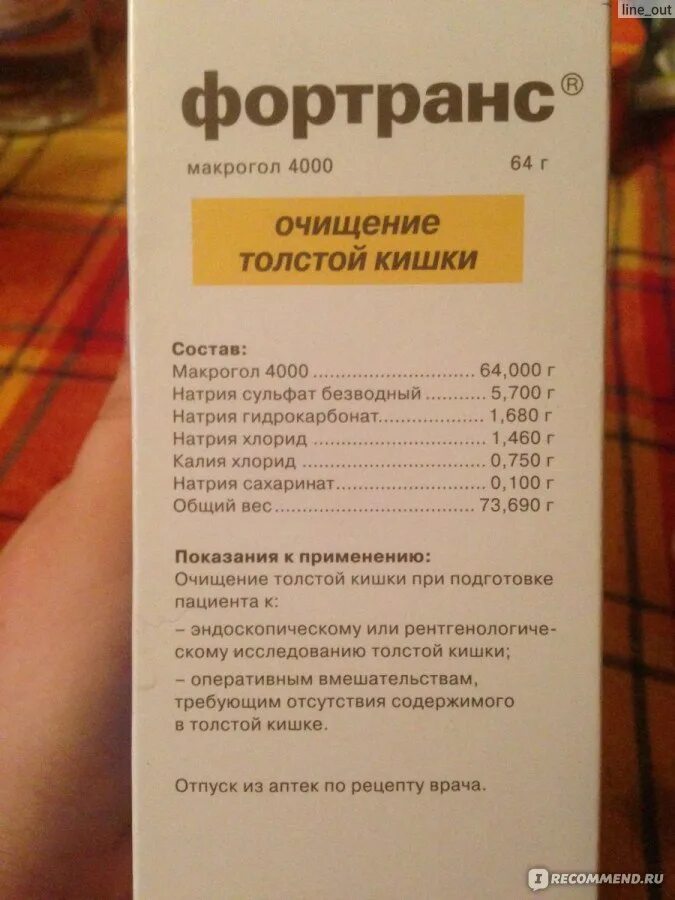 line_out
фортранс®
макрогол 4000 64 г
очищение
толстой кишки
Состав:
Макрогол 4000 ........................... 64,000 г
Натрия сульфат безводный ........... 5,700 г
Натрия гидрокарбонат.................. 1,680 г
Натрия хлорид ............................ 1,460 г
Калия хлорид .............................. 0,750 г
Натрия сахаринат........................ 0,100 г
Общий вес.................................. 73,690 г
Показания к применению:
Очищение толстой кишки при подготовке
пациента к:
– эндоскопическому или рентгенологиче-
скому исследованию толстой кишки;
– оперативным вмешательствам,
требующим отсутствия содержимого
в толстой кишке.
Отпуск из аптек по рецепту врача.
IRECOMMEND.RU